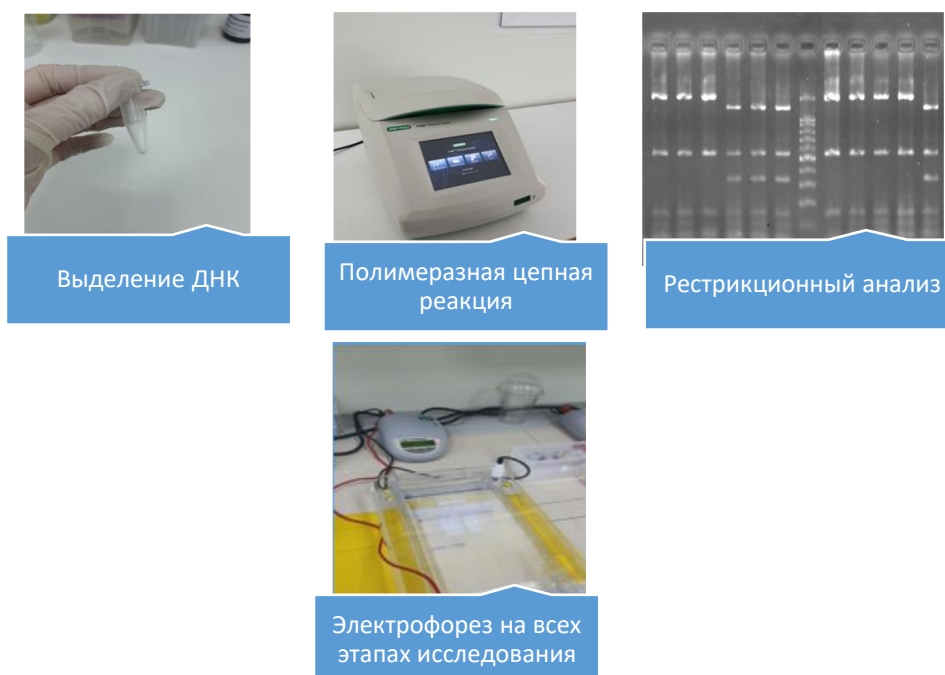 Выделение ДНК
Полимеразная цепная
реакция
Рестрикционный анализ
Электрофорез на всех
этапах исследования